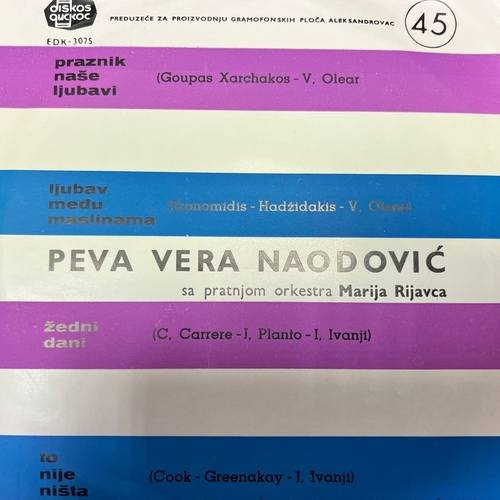 diskos
дискос
PREDUZEĆE ZA PROIZVODNJU GRAMOFONSKIH PLOČA ALEKSANDROVAC
45
EDK-3075
praznik
naše
ljubavi
(Goupas Xarchakos - V. Olear
ljubav
među
maslinama
- Hadžidakis - V.
PEVA VERA NAODOVIĆ
sa pratnjom orkestra Marija Rijavca
žedni
dani
(C. Carrere - I. Planto - I. Ivanji)
to
nije
ništa
(Cook - Greenakay - I. Ivanji)